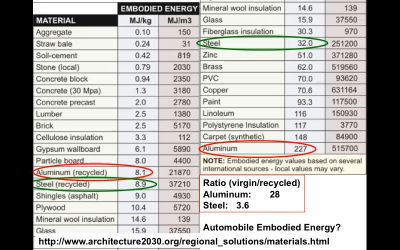 EMBODIED ENERGY
MATERIAL MJ/kg MJ/m3
Aggregate 0.10 150
Straw bale 0.24 31
Soil-cement 0.42 819
Stone (local) 0.79 2030
Concrete block 0.94 2350
Concrete (30 Mpa) 1.3 3180
Concrete precast 2.0 2780
Lumber 2.5 1380
Brick 2.5 5170
Cellulose insulation 3.3 112
Gypsum wallboard 6.1 5890
Particle board 8.0 4400
Aluminum (recycled) 8.1 21870
Steel (recycled) 8.9 37210
Shingles (asphalt) 9.0 4930
Plywood 10.4 5720
Mineral wool insulation 14.6 139
Glass 15.9 37550
Mineral wool insulation 14.6 139
Glass 15.9 37550
Fiberglass insulation 30.3 970
Steel 32.0 251200
Zinc 51.0 371280
Brass 62.0 519560
PVC 70.0 93620
Copper 70.6 631164
Paint 93.3 117500
Linoleum 116 150930
Polystyrene Insulation 117 3770
Carpet (synthetic) 148 84900
Aluminum 227 515700
NOTE: Embodied energy values based on several
international sources - local values may vary.
Ratio (virgin/recycled)
Aluminum: 28
Steel: 3.6
Automobile Embodied Energy?
http://www.architecture2030.org/regional_solutions/materials.html